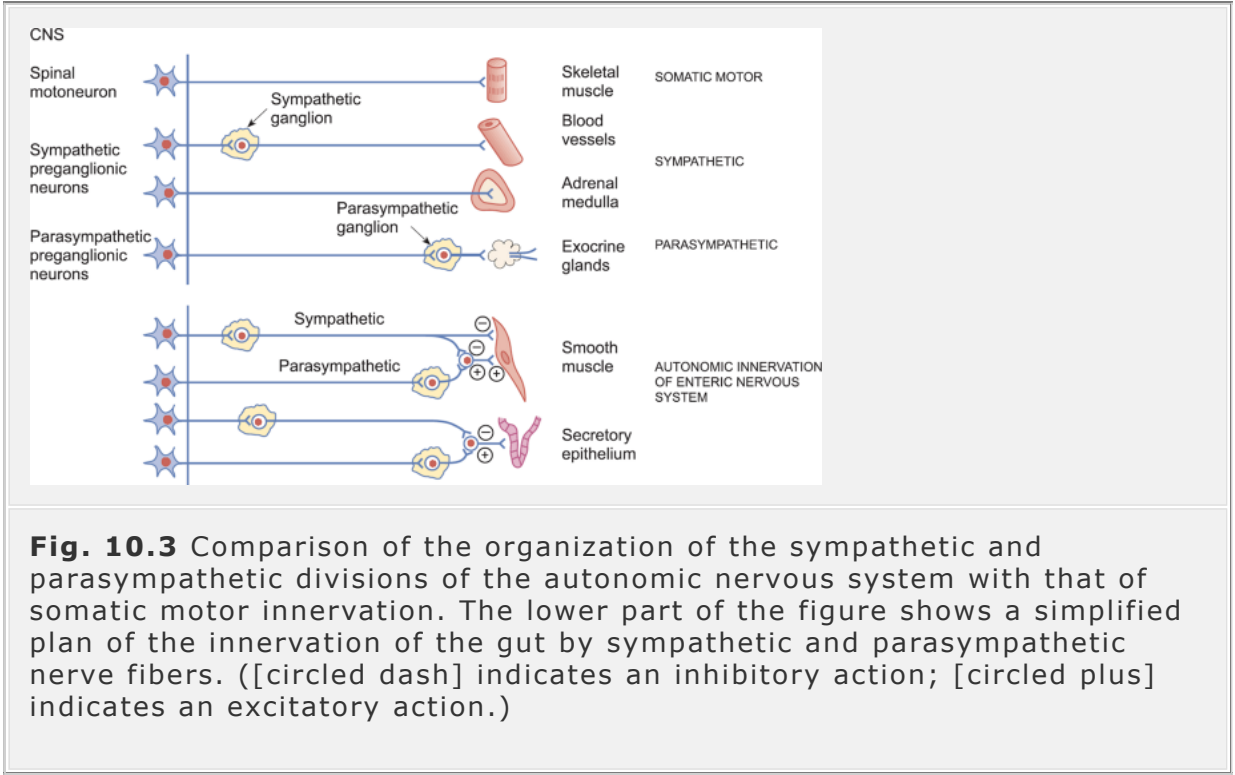 CNS
Spinal
motoneuron
Skeletal
muscle
SOMATIC MOTOR
Sympathetic
ganglion
Blood
vessels
Sympathetic
preganglionic
neurons
SYMPATHETIC
Adrenal
medulla
Parasympathetic
ganglion
Parasympathetic
preganglionic
neurons
Exocrine
glands
PARASYMPATHETIC
Sympathetic
Parasympathetic
−
−
+ +
Smooth
muscle
AUTONOMIC INNERVATION
OF ENTERIC NERVOUS
SYSTEM
−
+
Secretory
epithelium
Fig. 10.3 Comparison of the organization of the sympathetic and
parasympathetic divisions of the autonomic nervous system with that of
somatic motor innervation. The lower part of the figure shows a simplified
plan of the innervation of the gut by sympathetic and parasympathetic
nerve fibers. ([circled dash] indicates an inhibitory action; [circled plus]
indicates an excitatory action.)